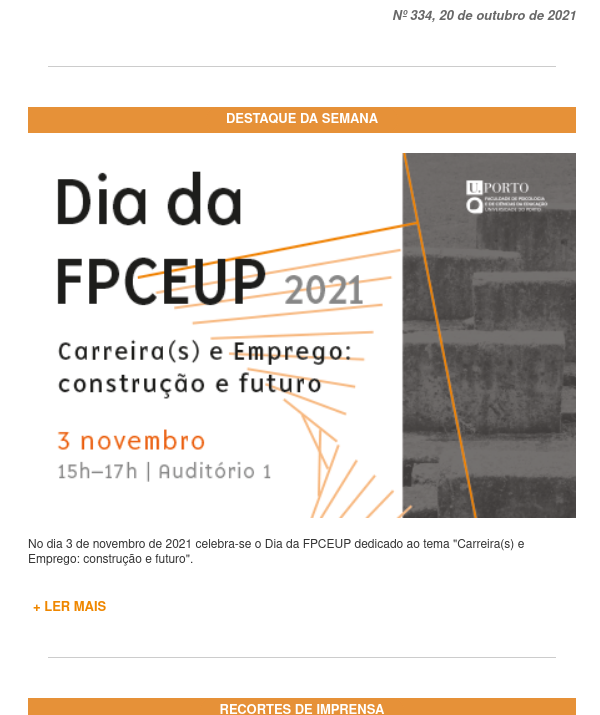 Nº 334, 20 de outubro de 2021
DESTAQUE DA SEMANA
Dia da
FPCEUP 2021
Carreira(s) e Emprego:
construção e futuro
3 novembro
15h–17h | Auditório 1
U. PORTO
FACULDADE DE PSICOLOGIA
E DE CIÊNCIAS DA EDUCAÇÃO
UNIVERSIDADE DO PORTO
No dia 3 de novembro de 2021 celebra-se o Dia da FPCEUP dedicado ao tema "Carreira(s) e
Emprego: construção e futuro".
+ LER MAIS
RECORTES DE IMPRENSA